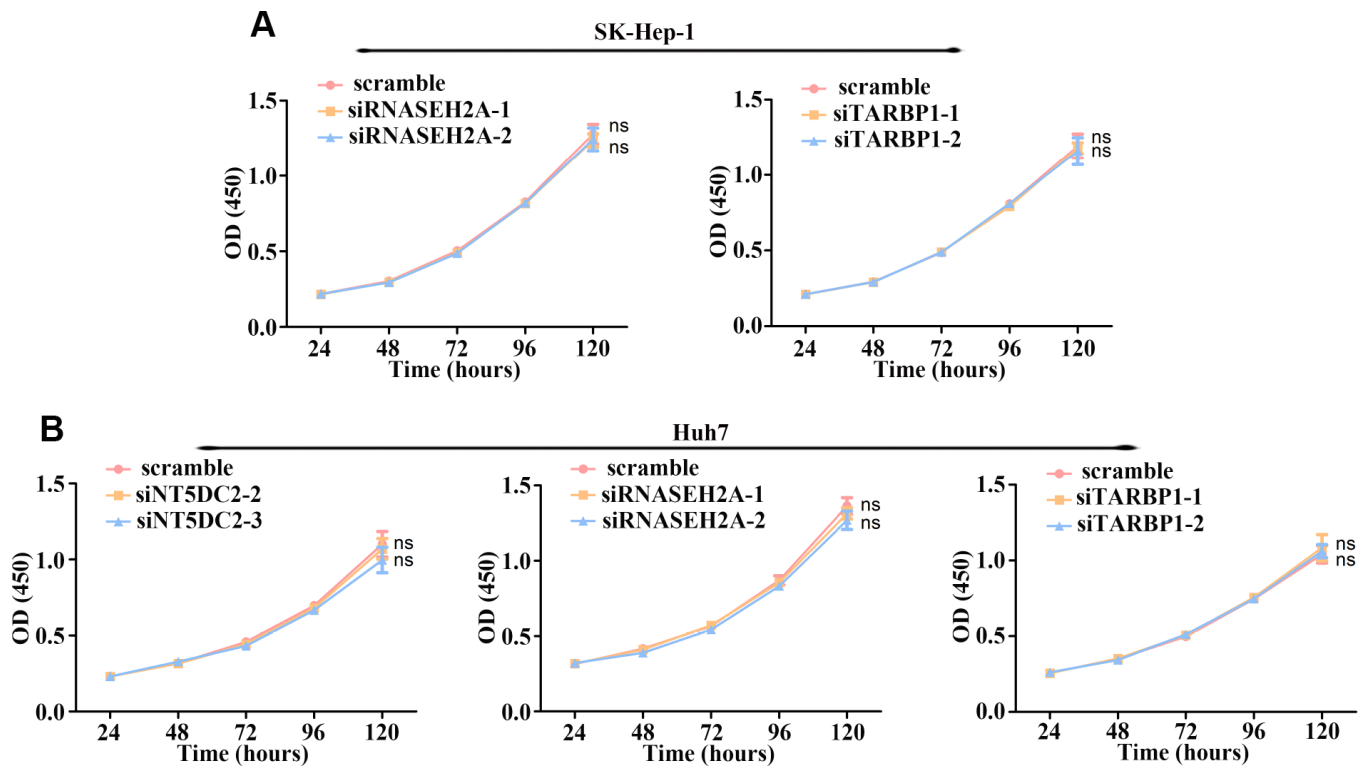 A
SK-Hep-1
scramble
siRNASEH2A-1
siRNASEH2A-2
1.5
1.0
0.5
0.0
OD (450)
ns
ns
24 48 72 96 120
Time (hours)
scramble
siTARBP1-1
siTARBP1-2
1.5
1.0
0.5
0.0
OD (450)
ns
ns
24 48 72 96 120
Time (hours)
B
Huh7
scramble
siNT5DC2-2
siNT5DC2-3
1.5
1.0
0.5
0.0
OD (450)
ns
ns
24 48 72 96 120
Time (hours)
scramble
siRNASEH2A-1
siRNASEH2A-2
1.5
1.0
0.5
0.0
OD (450)
ns
ns
24 48 72 96 120
Time (hours)
scramble
siTARBP1-1
siTARBP1-2
1.5
1.0
0.5
0.0
OD (450)
ns
ns
24 48 72 96 120
Time (hours)